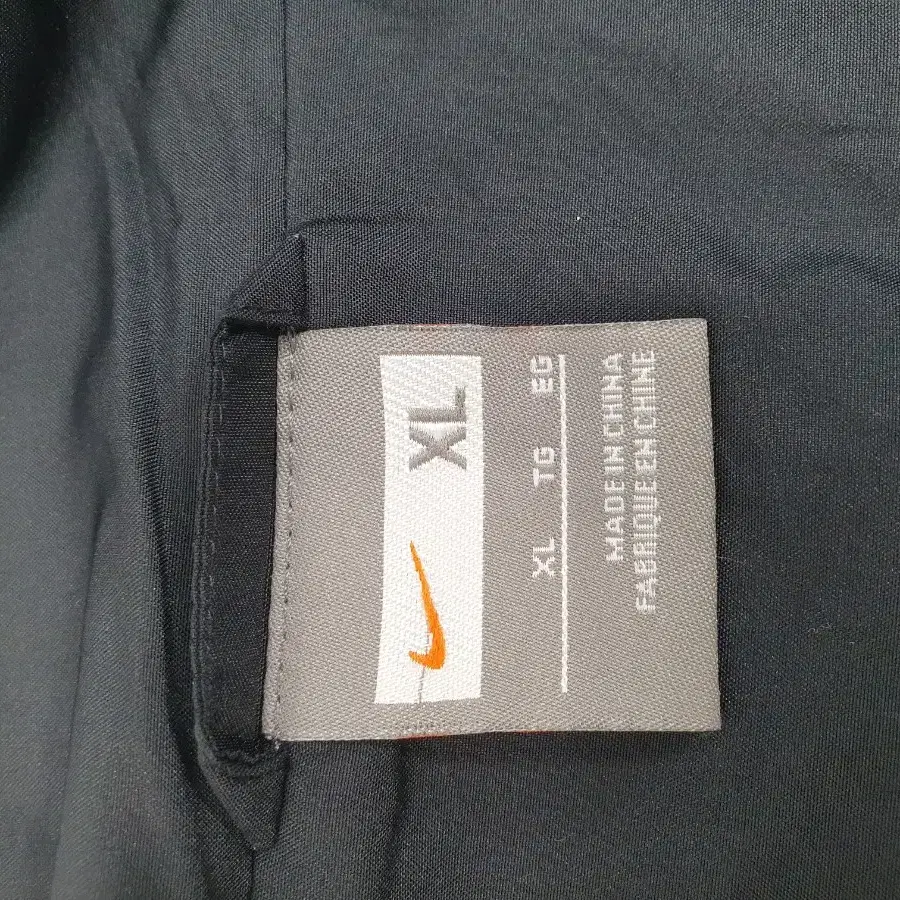 XL
XL TG EG
MADE IN CHINA
FABRIQUE EN CHINE